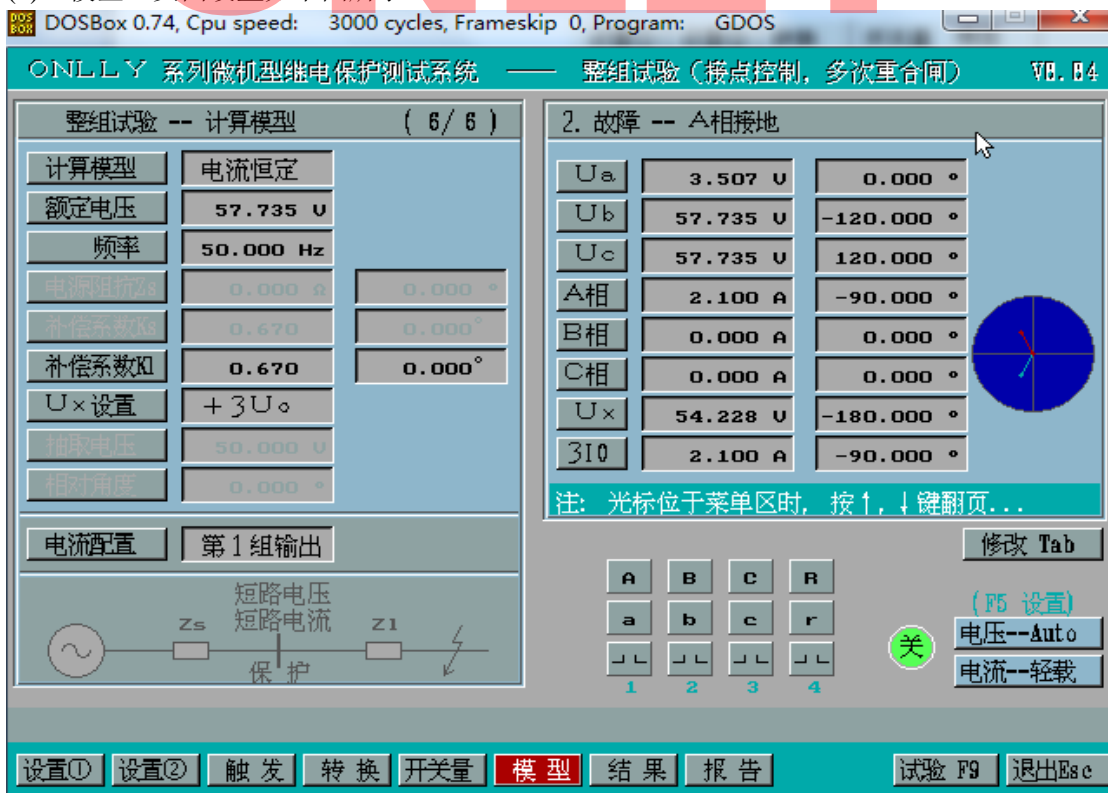 DOSBox 0.74, Cpu speed: 3000 cycles, Frameskip 0, Program: GDOS
ONLLY 系列微机型继电保护测试系统 —— 整组试验(接点控制, 多次重合闸) V8.04
整组试验 -- 计算模型 ( 6/ 6 )
计算模型 电流恒定
额定电压 57.735 V
频率 50.000 Hz
电源阻抗Zs 0.000 Ω 0.000 °
补偿系数Ks 0.670 0.000°
补偿系数Kl 0.670 0.000°
Ux设置 +3Uo
抽取电压 50.000 V
相对角度 0.000 °
电流配置 第1组输出
短路电压
短路电流
Zs Zl
保护
2. 故障 -- A相接地
Ua 3.507 V 0.000 °
Ub 57.735 V -120.000 °
Uc 57.735 V 120.000 °
A相 2.100 A -90.000 °
B相 0.000 A 0.000 °
C相 0.000 A 0.000 °
Ux 54.228 V -180.000 °
3I0 2.100 A -90.000 °
注: 光标位于菜单区时, 按↑,↓键翻页...
修改 Tab
A B C R
a b c r
1 2 3 4
关
(F5 设置)
电压--Auto
电流--轻载
设置① 设置② 触发 转换 开关量 模型 结果 报告 试验 F9 退出Esc